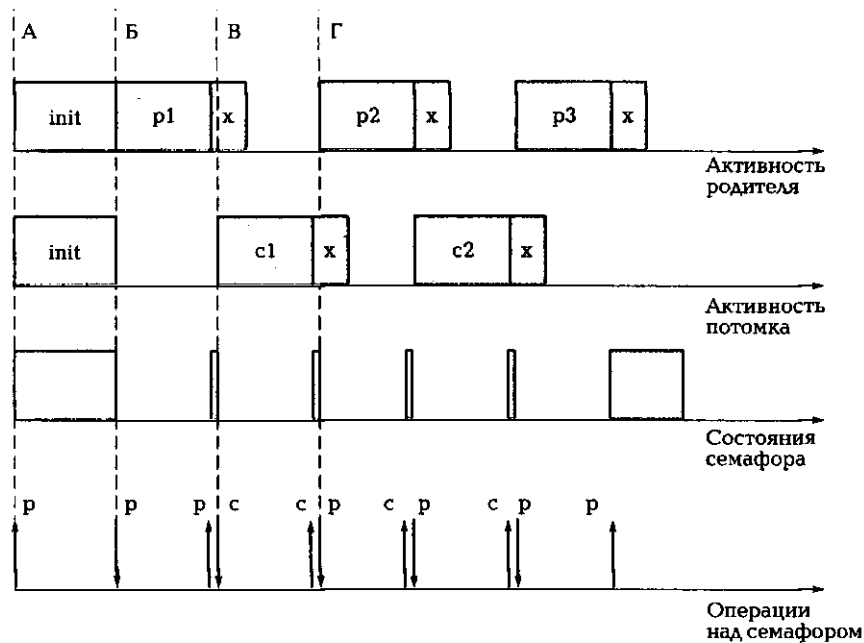 А Б В Г
init p1 x p2 x p3 x
Активность
родителя
init c1 x c2 x
Активность
потомка
Состояния
семафора
p p p c c p c p c p p
Операции
над семафором